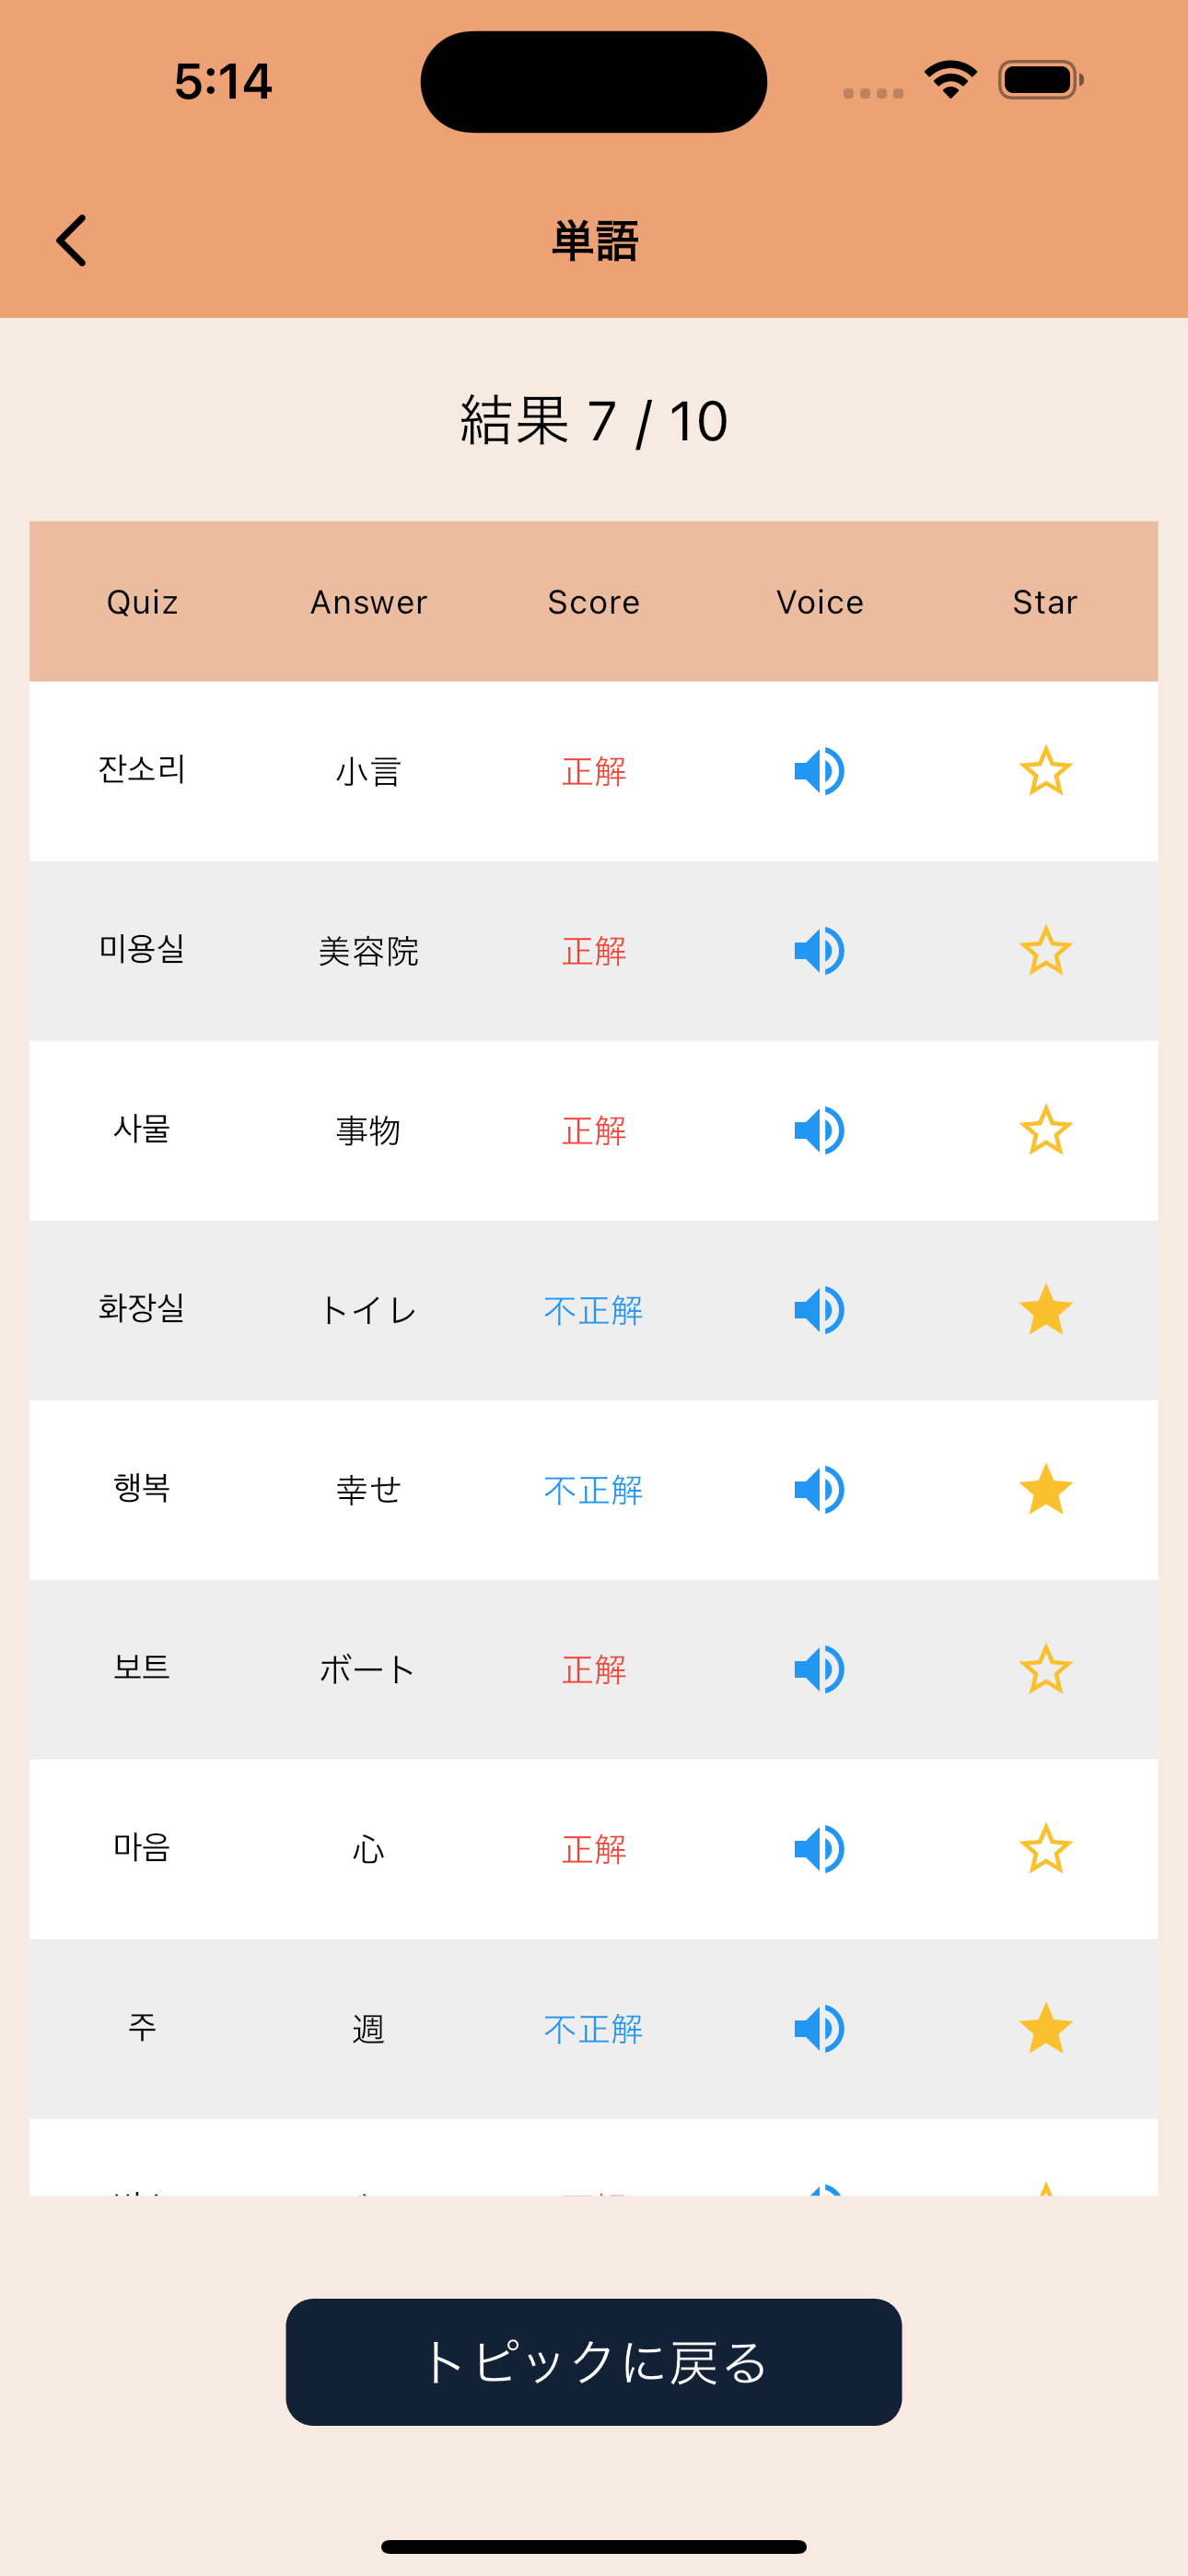 5:14
単語
結果 7 / 10
Quiz Answer Score Voice Star
잔소리 小言 正解
미용실 美容院 正解
사물 事物 正解
화장실 トイレ 不正解
행복 幸せ 不正解
보트 ボート 正解
마음 心 正解
주 週 不正解
トピックに戻る